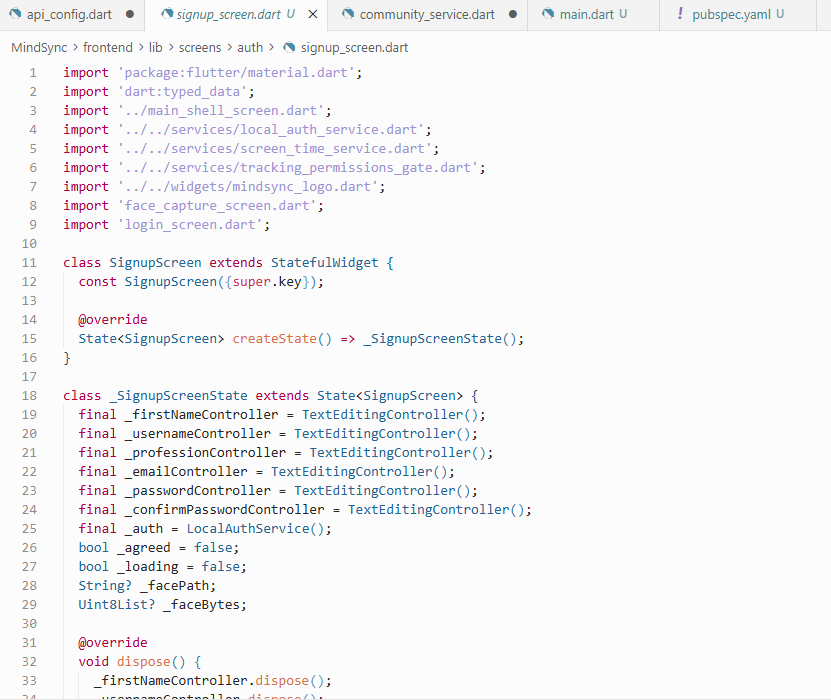 api_config.dart ●
signup_screen.dart U ×
community_service.dart ●
main.dart U
! pubspec.yaml U
MindSync > frontend > lib > screens > auth > signup_screen.dart
1 import 'package:flutter/material.dart';
2 import 'dart:typed_data';
3 import '../main_shell_screen.dart';
4 import '../../services/local_auth_service.dart';
5 import '../../services/screen_time_service.dart';
6 import '../../services/tracking_permissions_gate.dart';
7 import '../../widgets/mindsync_logo.dart';
8 import 'face_capture_screen.dart';
9 import 'login_screen.dart';
10
11 class SignupScreen extends StatefulWidget {
12   const SignupScreen({super.key});
13
14   @override
15   State<SignupScreen> createState() => _SignupScreenState();
16 }
17
18 class _SignupScreenState extends State<SignupScreen> {
19   final _firstNameController = TextEditingController();
20   final _usernameController = TextEditingController();
21   final _professionController = TextEditingController();
22   final _emailController = TextEditingController();
23   final _passwordController = TextEditingController();
24   final _confirmPasswordController = TextEditingController();
25   final _auth = LocalAuthService();
26   bool _agreed = false;
27   bool _loading = false;
28   String? _facePath;
29   Uint8List? _faceBytes;
30
31   @override
32   void dispose() {
33     _firstNameController.dispose();
34     _usernameController.dispose();